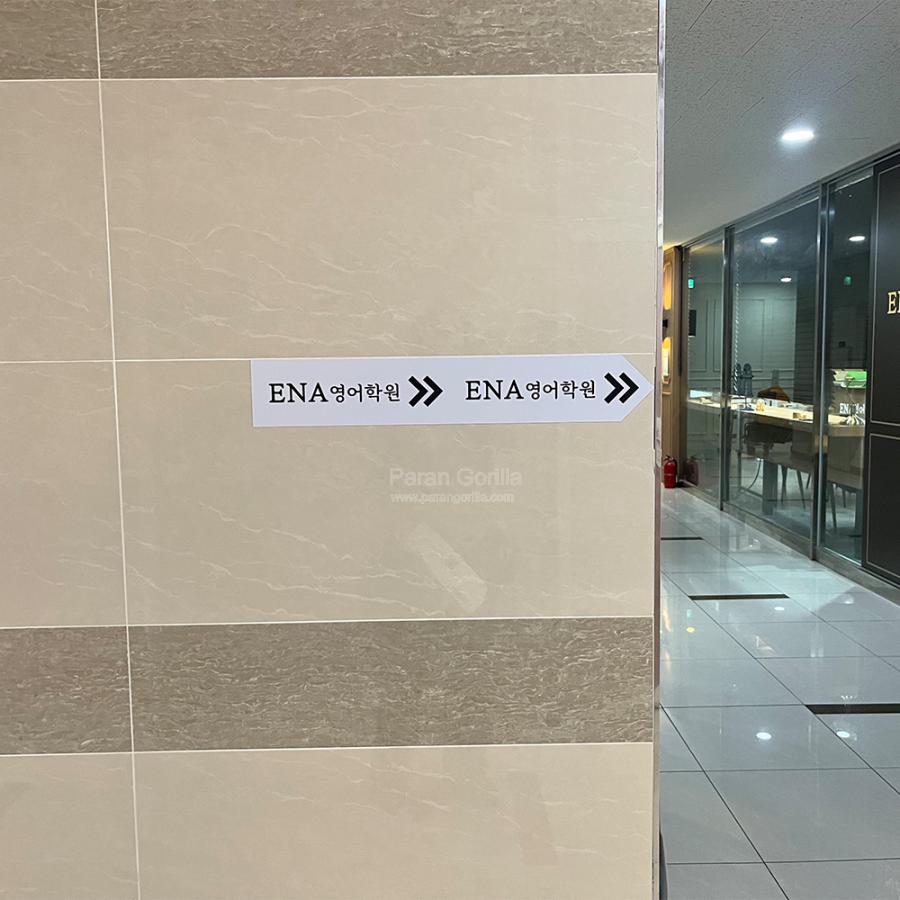 ENA영어학원 >> ENA영어학원 >>
Paran Gorilla
www.parangorilla.com